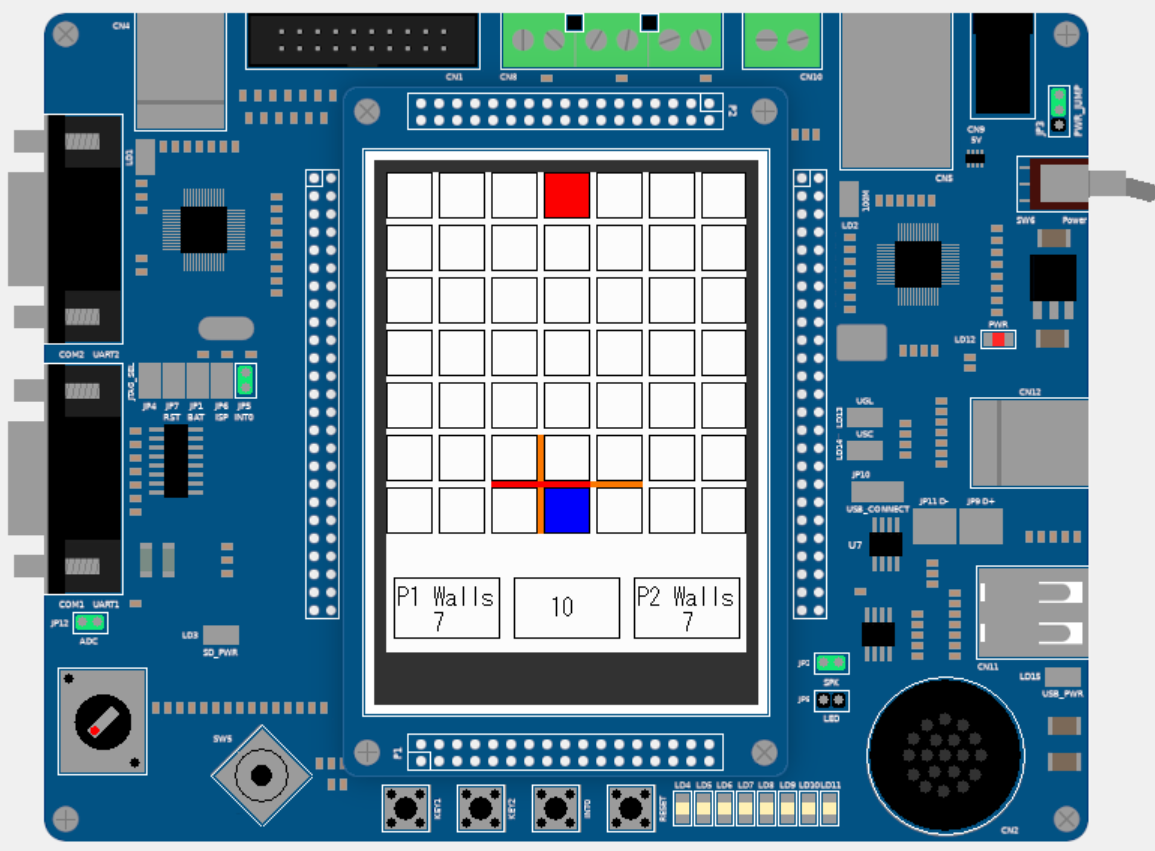 CN4
CN1
CN8
CN10
P2
JP3
PWR_JUMP
CN9
5V
CN5
LD1
100M
LD2
SW6
Power
PWR
LD12
COM2 UART2
JTAG_SEL
JP4
JP7
JP1
JP6
JP5
RST
BAT
ISP
INT0
CN12
UGL
LD13
USC
LD14
JP10
USB_CONNECT
JP11 D-
JP9 D+
U7
P1 Walls
7
10
P2 Walls
7
COM1 UART1
JP12
ADC
LD3
SD_PWR
JP2
SPK
LED
CN11
LD15
USB_PWR
SW5
P1
KEY1
KEY2
INT0
RESET
LD4
LD5
LD6
LD7
LD8
LD9
LD10
LD11
CN2